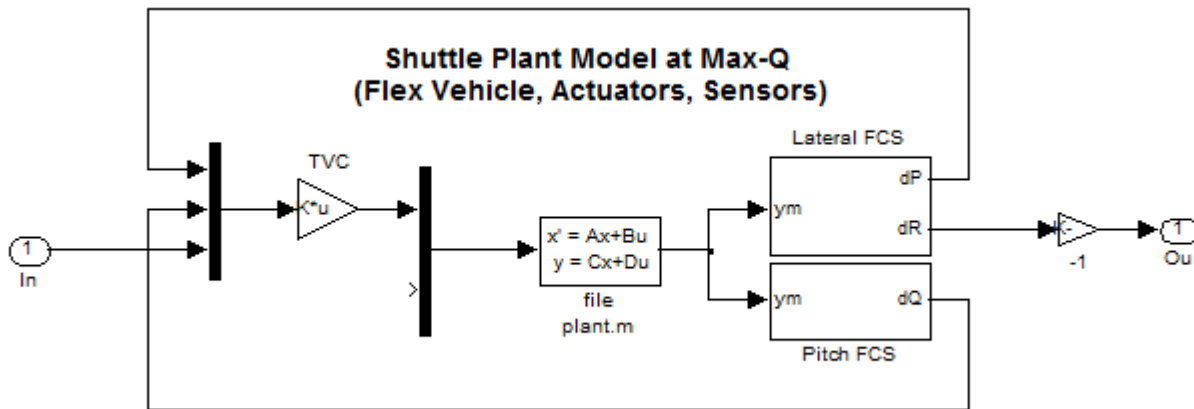 Shuttle Plant Model at Max-Q
(Flex Vehicle, Actuators, Sensors)
Lateral FCS
TVC
dP
K*u
ym
dR
x' = Ax+Bu
y = Cx+Du
1
In
K-
-1
1
Ou
file
plant.m
ym
dQ
Pitch FCS